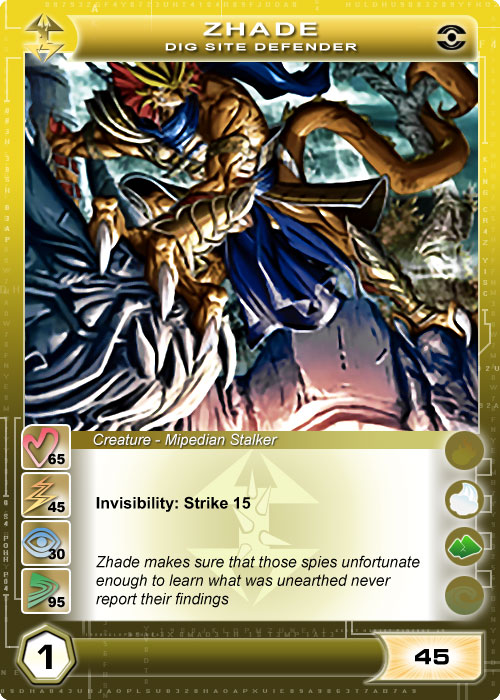 ZHADE
DIG SITE DEFENDER
Creature - Mipedian Stalker
65
45
30
95
Invisibility: Strike 15
Zhade makes sure that those spies unfortunate
enough to learn what was unearthed never
report their findings
1
45